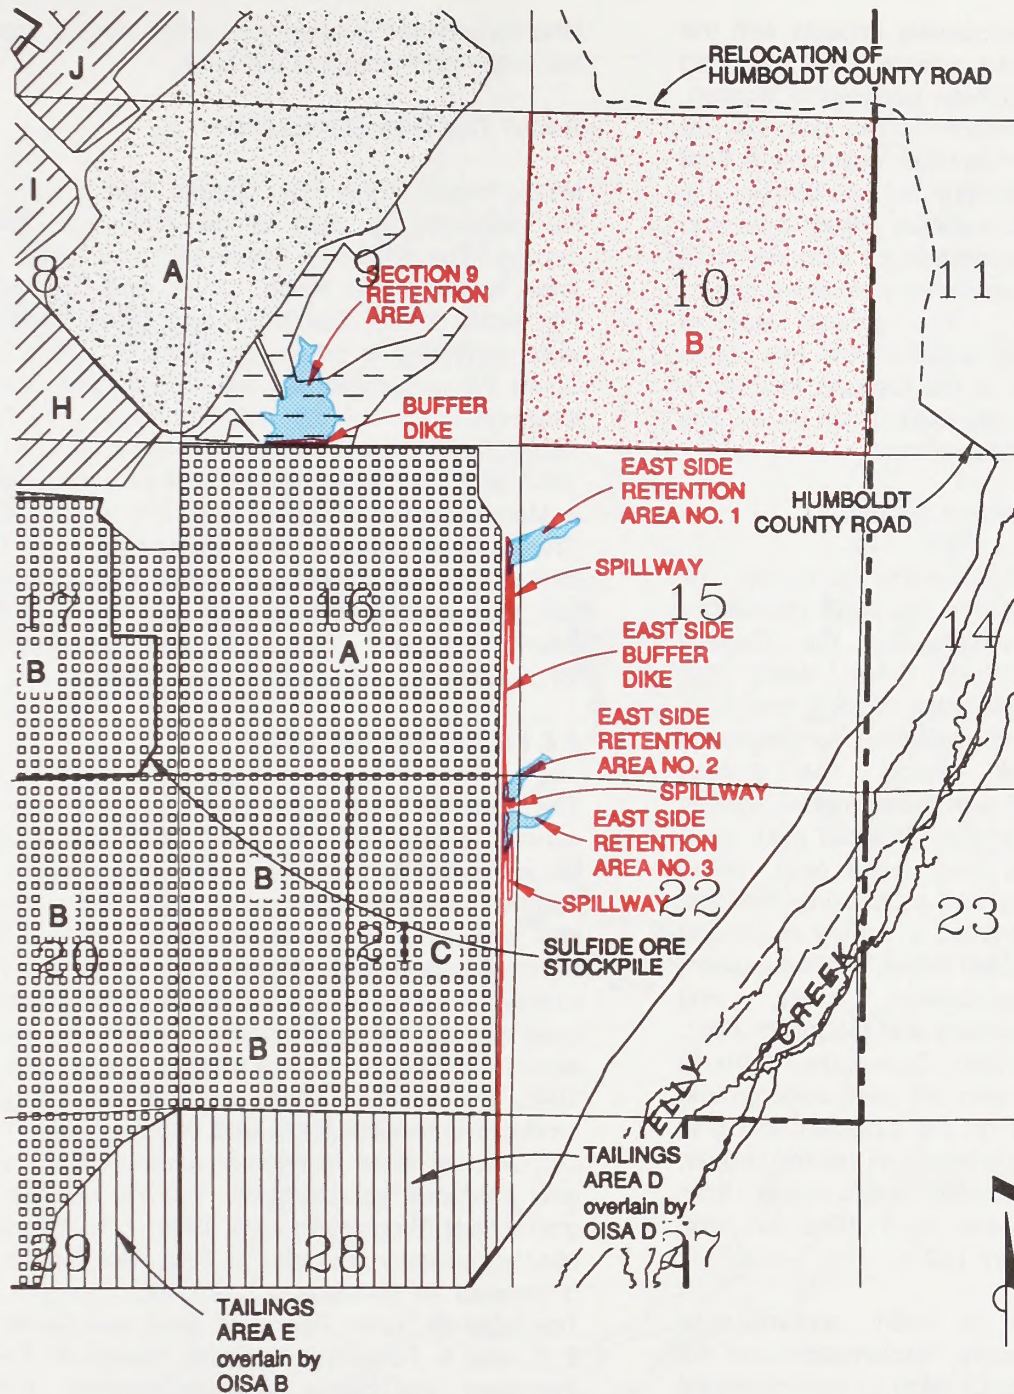 J
RELOCATION OF
HUMBOLDT COUNTY ROAD
I
8
A
9
SECTION 9
RETENTION
AREA
10
B
11
H
BUFFER
DIKE
EAST SIDE
RETENTION
AREA NO. 1
HUMBOLDT
COUNTY ROAD
SPILLWAY
17
16
15
14
B
A
EAST SIDE
BUFFER
DIKE
EAST SIDE
RETENTION
AREA NO. 2
SPILLWAY
EAST SIDE
RETENTION
AREA NO. 3
B
B
SPILLWAY
22
23
20
21
C
SULFIDE ORE
STOCKPILE
B
ELLY CREEK
TAILINGS
AREA D
overlain by
OISA D
29
28
27
TAILINGS
AREA E
overlain by
OISA B